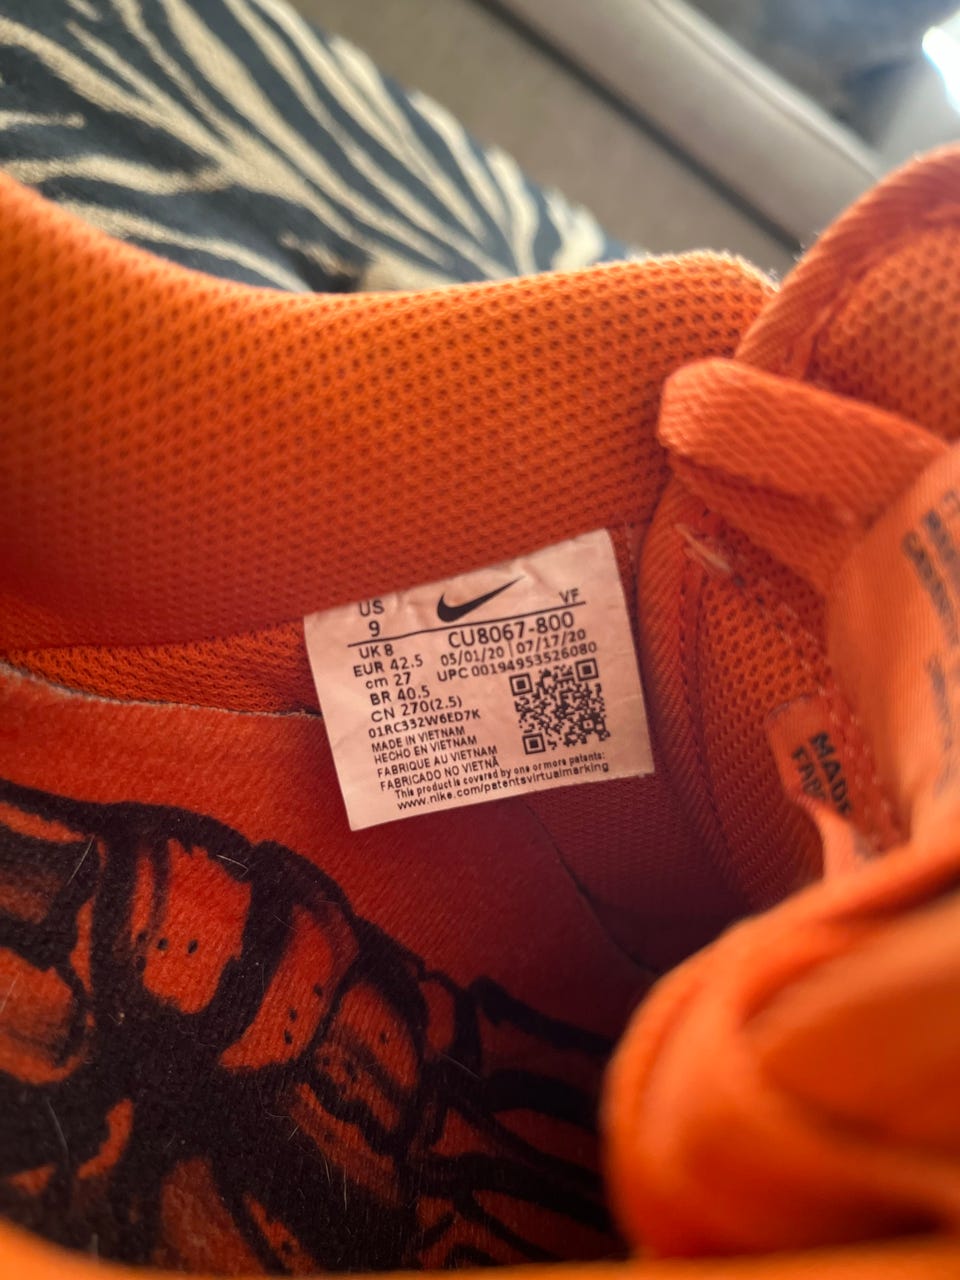 US VF
9
UK 8 CU8067-800
EUR 42.5 05/01/20 07/17/20
cm 27 UPC 00194953526080
BR 40.5
CN 270(2.5)
01RC332W6ED7K
MADE IN VIETNAM
HECHO EN VIETNAM
FABRIQUE AU VIETNAM
FABRICADO NO VIETNÃ
This product is covered by one or more patents:
www.nike.com/patentsvirtualmarking
MADE